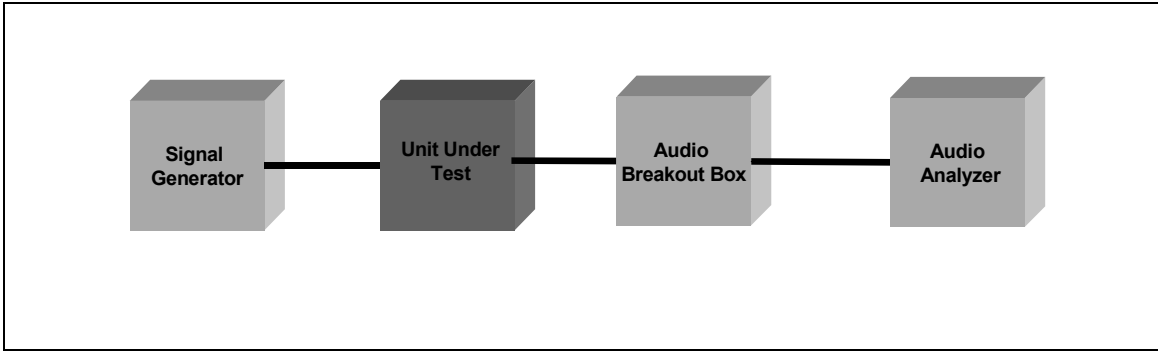 Signal
Generator
Unit Under
Test
Audio
Breakout Box
Audio
Analyzer